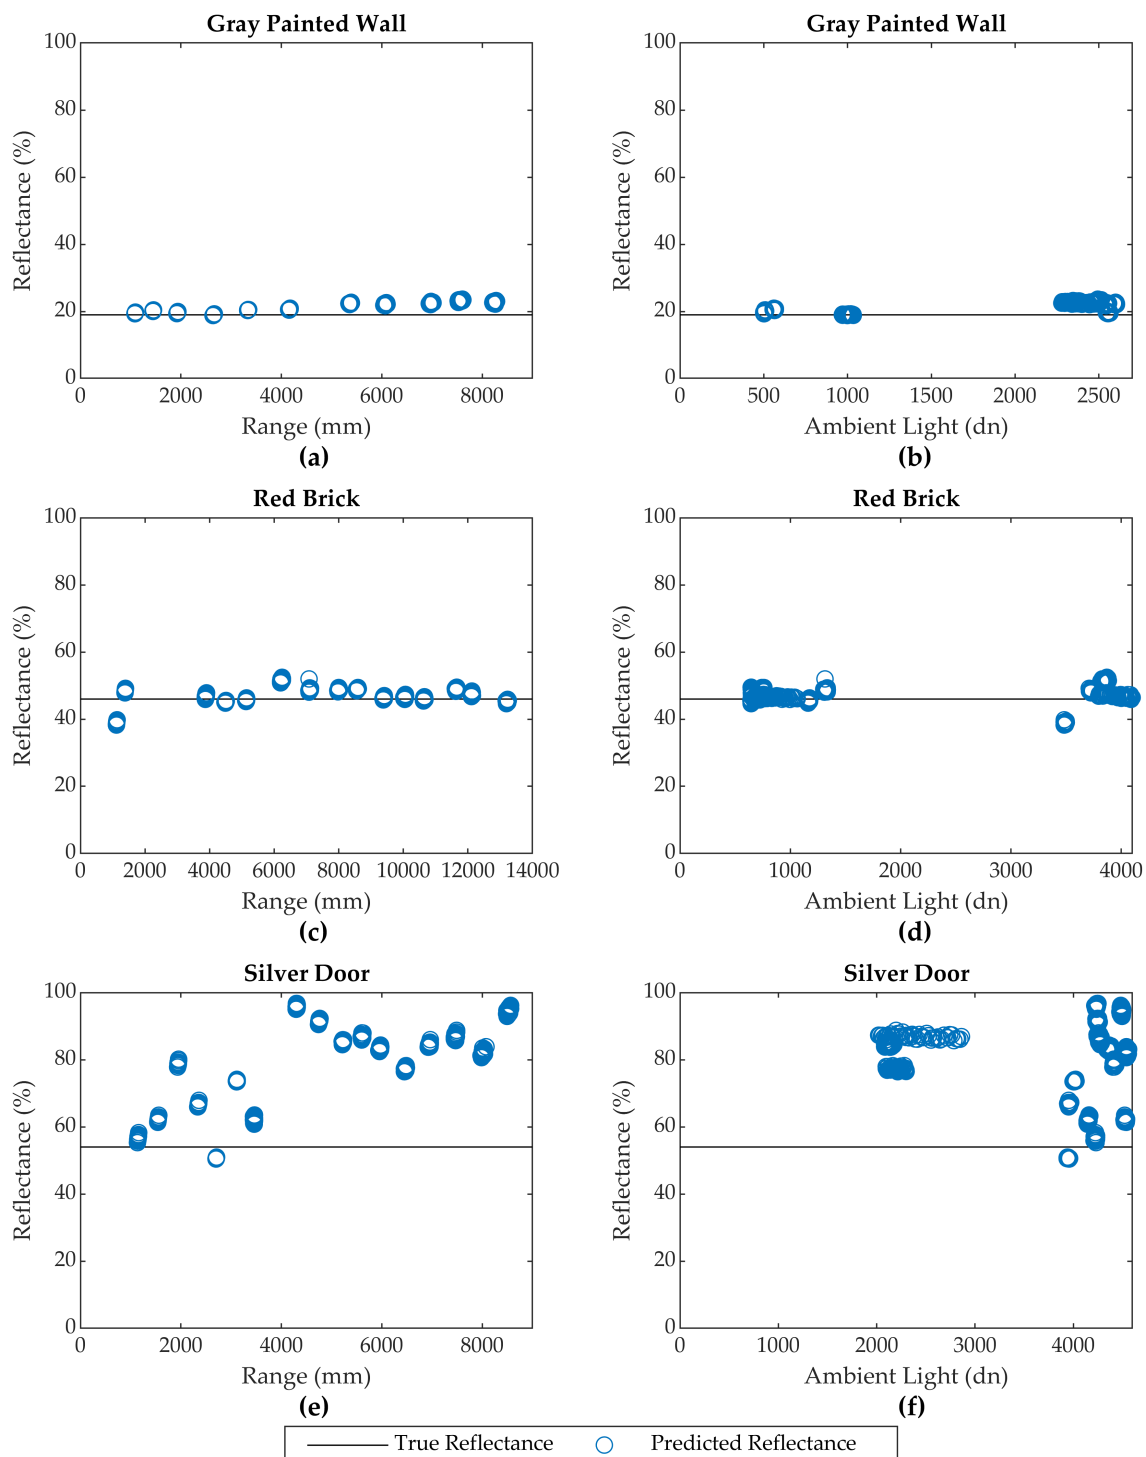 Gray Painted Wall
Gray Painted Wall
100
80
60
40
20
0
Reflectance (%)
0 2000 4000 6000 8000
Range (mm)
(a)
100
80
60
40
20
0
Reflectance (%)
0 500 1000 1500 2000 2500
Ambient Light (dn)
(b)
Red Brick
Red Brick
100
80
60
40
20
0
Reflectance (%)
0 2000 4000 6000 8000 10000 12000 14000
Range (mm)
(c)
100
80
60
40
20
0
Reflectance (%)
0 1000 2000 3000 4000
Ambient Light (dn)
(d)
Silver Door
Silver Door
100
80
60
40
20
0
Reflectance (%)
0 2000 4000 6000 8000
Range (mm)
(e)
100
80
60
40
20
0
Reflectance (%)
0 1000 2000 3000 4000
Ambient Light (dn)
(f)
True Reflectance Predicted Reflectance